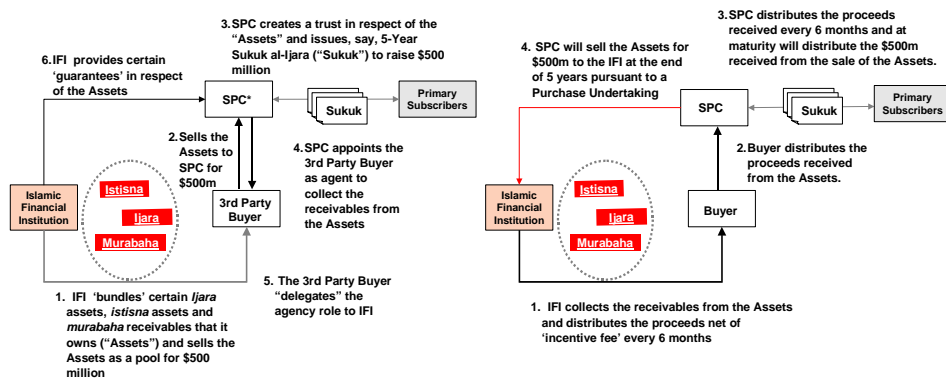 3. SPC creates a trust in respect of the
“Assets” and issues, say, 5-Year
Sukuk al-Ijara (“Sukuk”) to raise $500
million
6. IFI provides certain
‘guarantees’ in respect
of the Assets
SPC*
Sukuk
Primary
Subscribers
2. Sells the
Assets to
SPC for
$500m
4. SPC appoints the
3rd Party Buyer
as agent to
collect the
receivables from
the Assets
Islamic
Financial
Institution
Istisna
Ijara
Murabaha
3rd Party
Buyer
5. The 3rd Party Buyer
“delegates” the
agency role to IFI
1. IFI ‘bundles’ certain Ijara
assets, istisna assets and
murabaha receivables that it
owns (“Assets”) and sells the
Assets as a pool for $500
million
3. SPC distributes the proceeds
received every 6 months and at
maturity will distribute the $500m
received from the sale of the Assets.
4. SPC will sell the Assets for
$500m to the IFI at the end
of 5 years pursuant to a
Purchase Undertaking
SPC
Sukuk
Primary
Subscribers
2. Buyer distributes the
proceeds received
from the Assets.
Islamic
Financial
Institution
Istisna
Ijara
Murabaha
Buyer
1. IFI collects the receivables from the Assets
and distributes the proceeds net of
‘incentive fee’ every 6 months